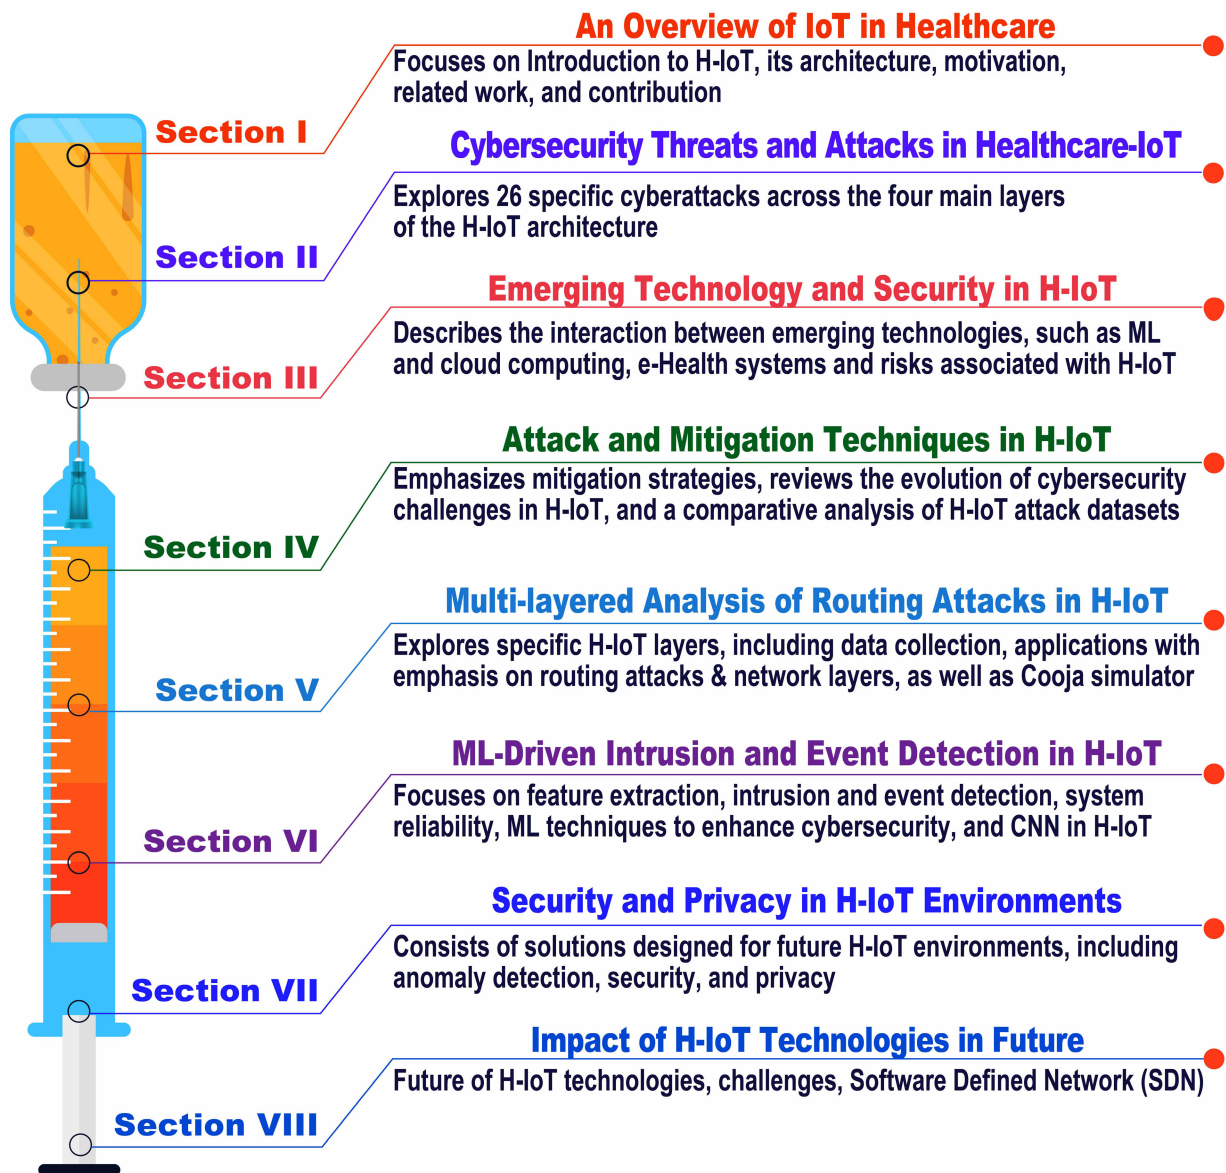 An Overview of IoT in Healthcare
Focuses on Introduction to H-IoT, its architecture, motivation,
related work, and contribution
Section I
Cybersecurity Threats and Attacks in Healthcare-IoT
Explores 26 specific cyberattacks across the four main layers
of the H-IoT architecture
Section II
Emerging Technology and Security in H-IoT
Describes the interaction between emerging technologies, such as ML
and cloud computing, e-Health systems and risks associated with H-IoT
Section III
Attack and Mitigation Techniques in H-IoT
Emphasizes mitigation strategies, reviews the evolution of cybersecurity
challenges in H-IoT, and a comparative analysis of H-IoT attack datasets
Section IV
Multi-layered Analysis of Routing Attacks in H-IoT
Explores specific H-IoT layers, including data collection, applications with
emphasis on routing attacks & network layers, as well as Cooja simulator
Section V
ML-Driven Intrusion and Event Detection in H-IoT
Focuses on feature extraction, intrusion and event detection, system
reliability, ML techniques to enhance cybersecurity, and CNN in H-IoT
Section VI
Security and Privacy in H-IoT Environments
Consists of solutions designed for future H-IoT environments, including
anomaly detection, security, and privacy
Section VII
Impact of H-IoT Technologies in Future
Future of H-IoT technologies, challenges, Software Defined Network (SDN)
Section VIII